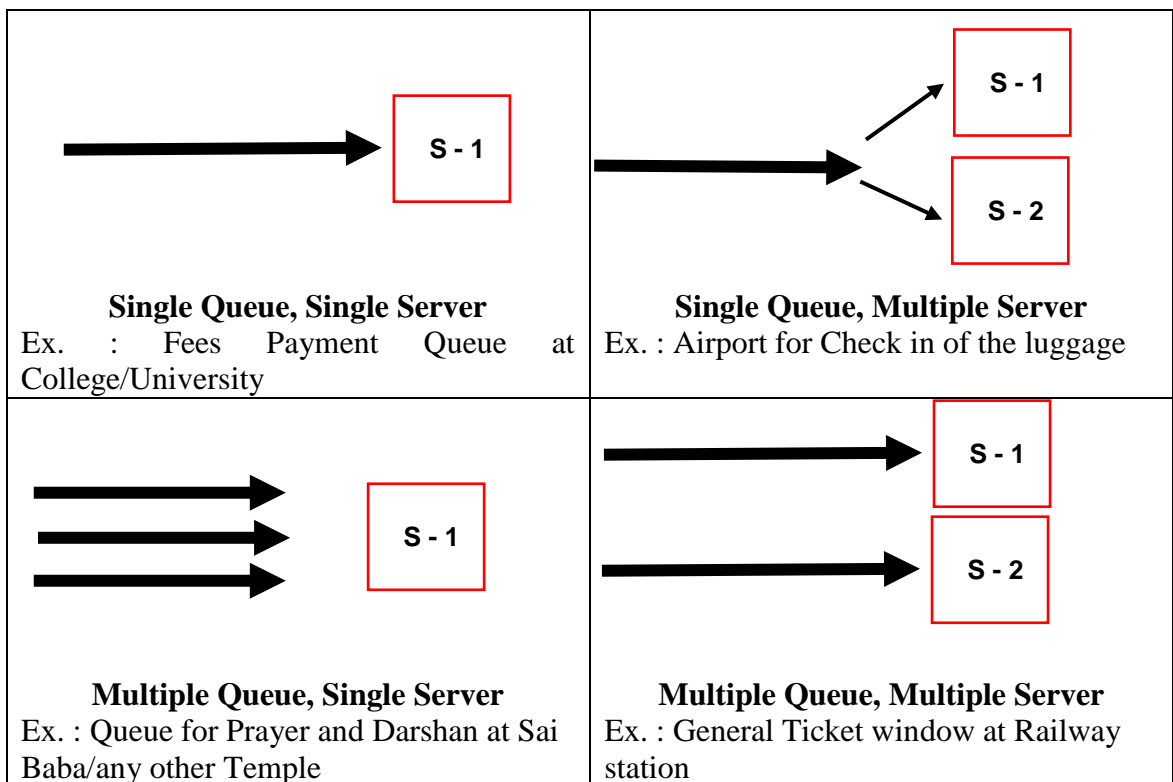 S - 1
Single Queue, Single Server
Ex. : Fees Payment Queue at
College/University
S - 1
S - 2
Single Queue, Multiple Server
Ex. : Airport for Check in of the luggage
S - 1
Multiple Queue, Single Server
Ex. : Queue for Prayer and Darshan at Sai
Baba/any other Temple
S - 1
S - 2
Multiple Queue, Multiple Server
Ex. : General Ticket window at Railway
station